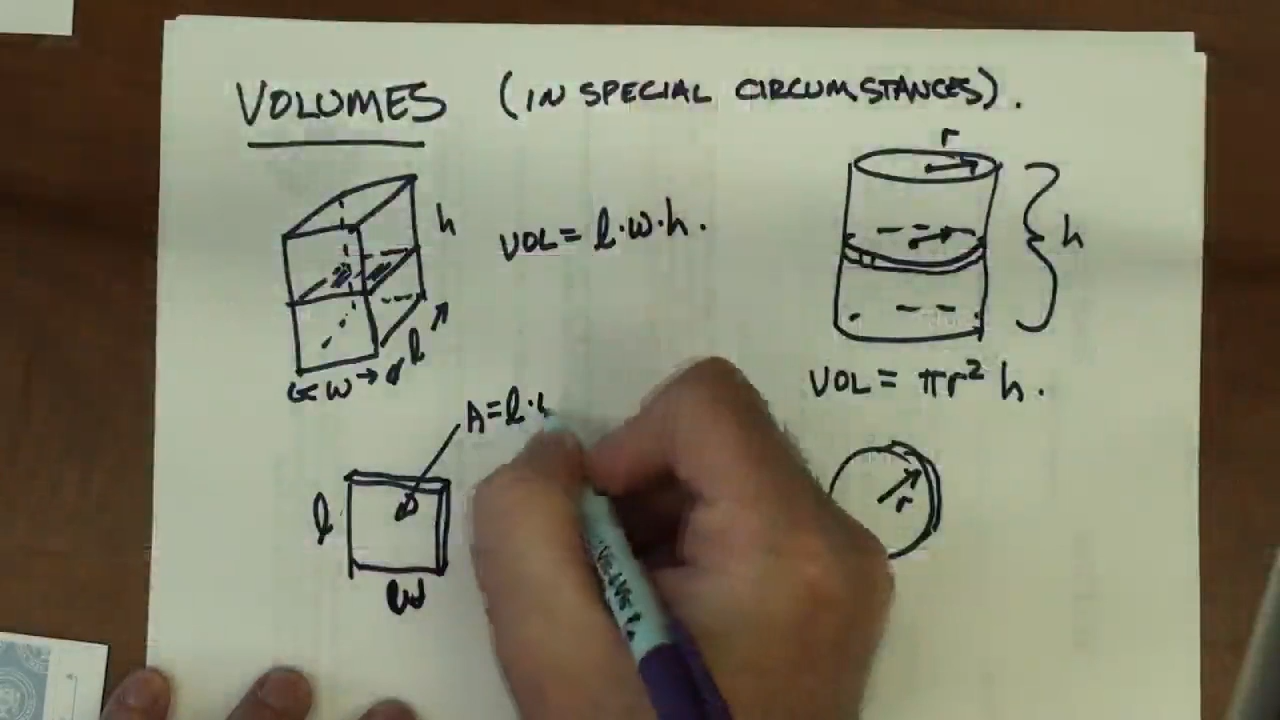 VOLUMES (IN SPECIAL CIRCUMSTANCES).
r
h
VOL = l·w·h.
h
w
l
VOL = πr² h.
A = l·
l
r
w